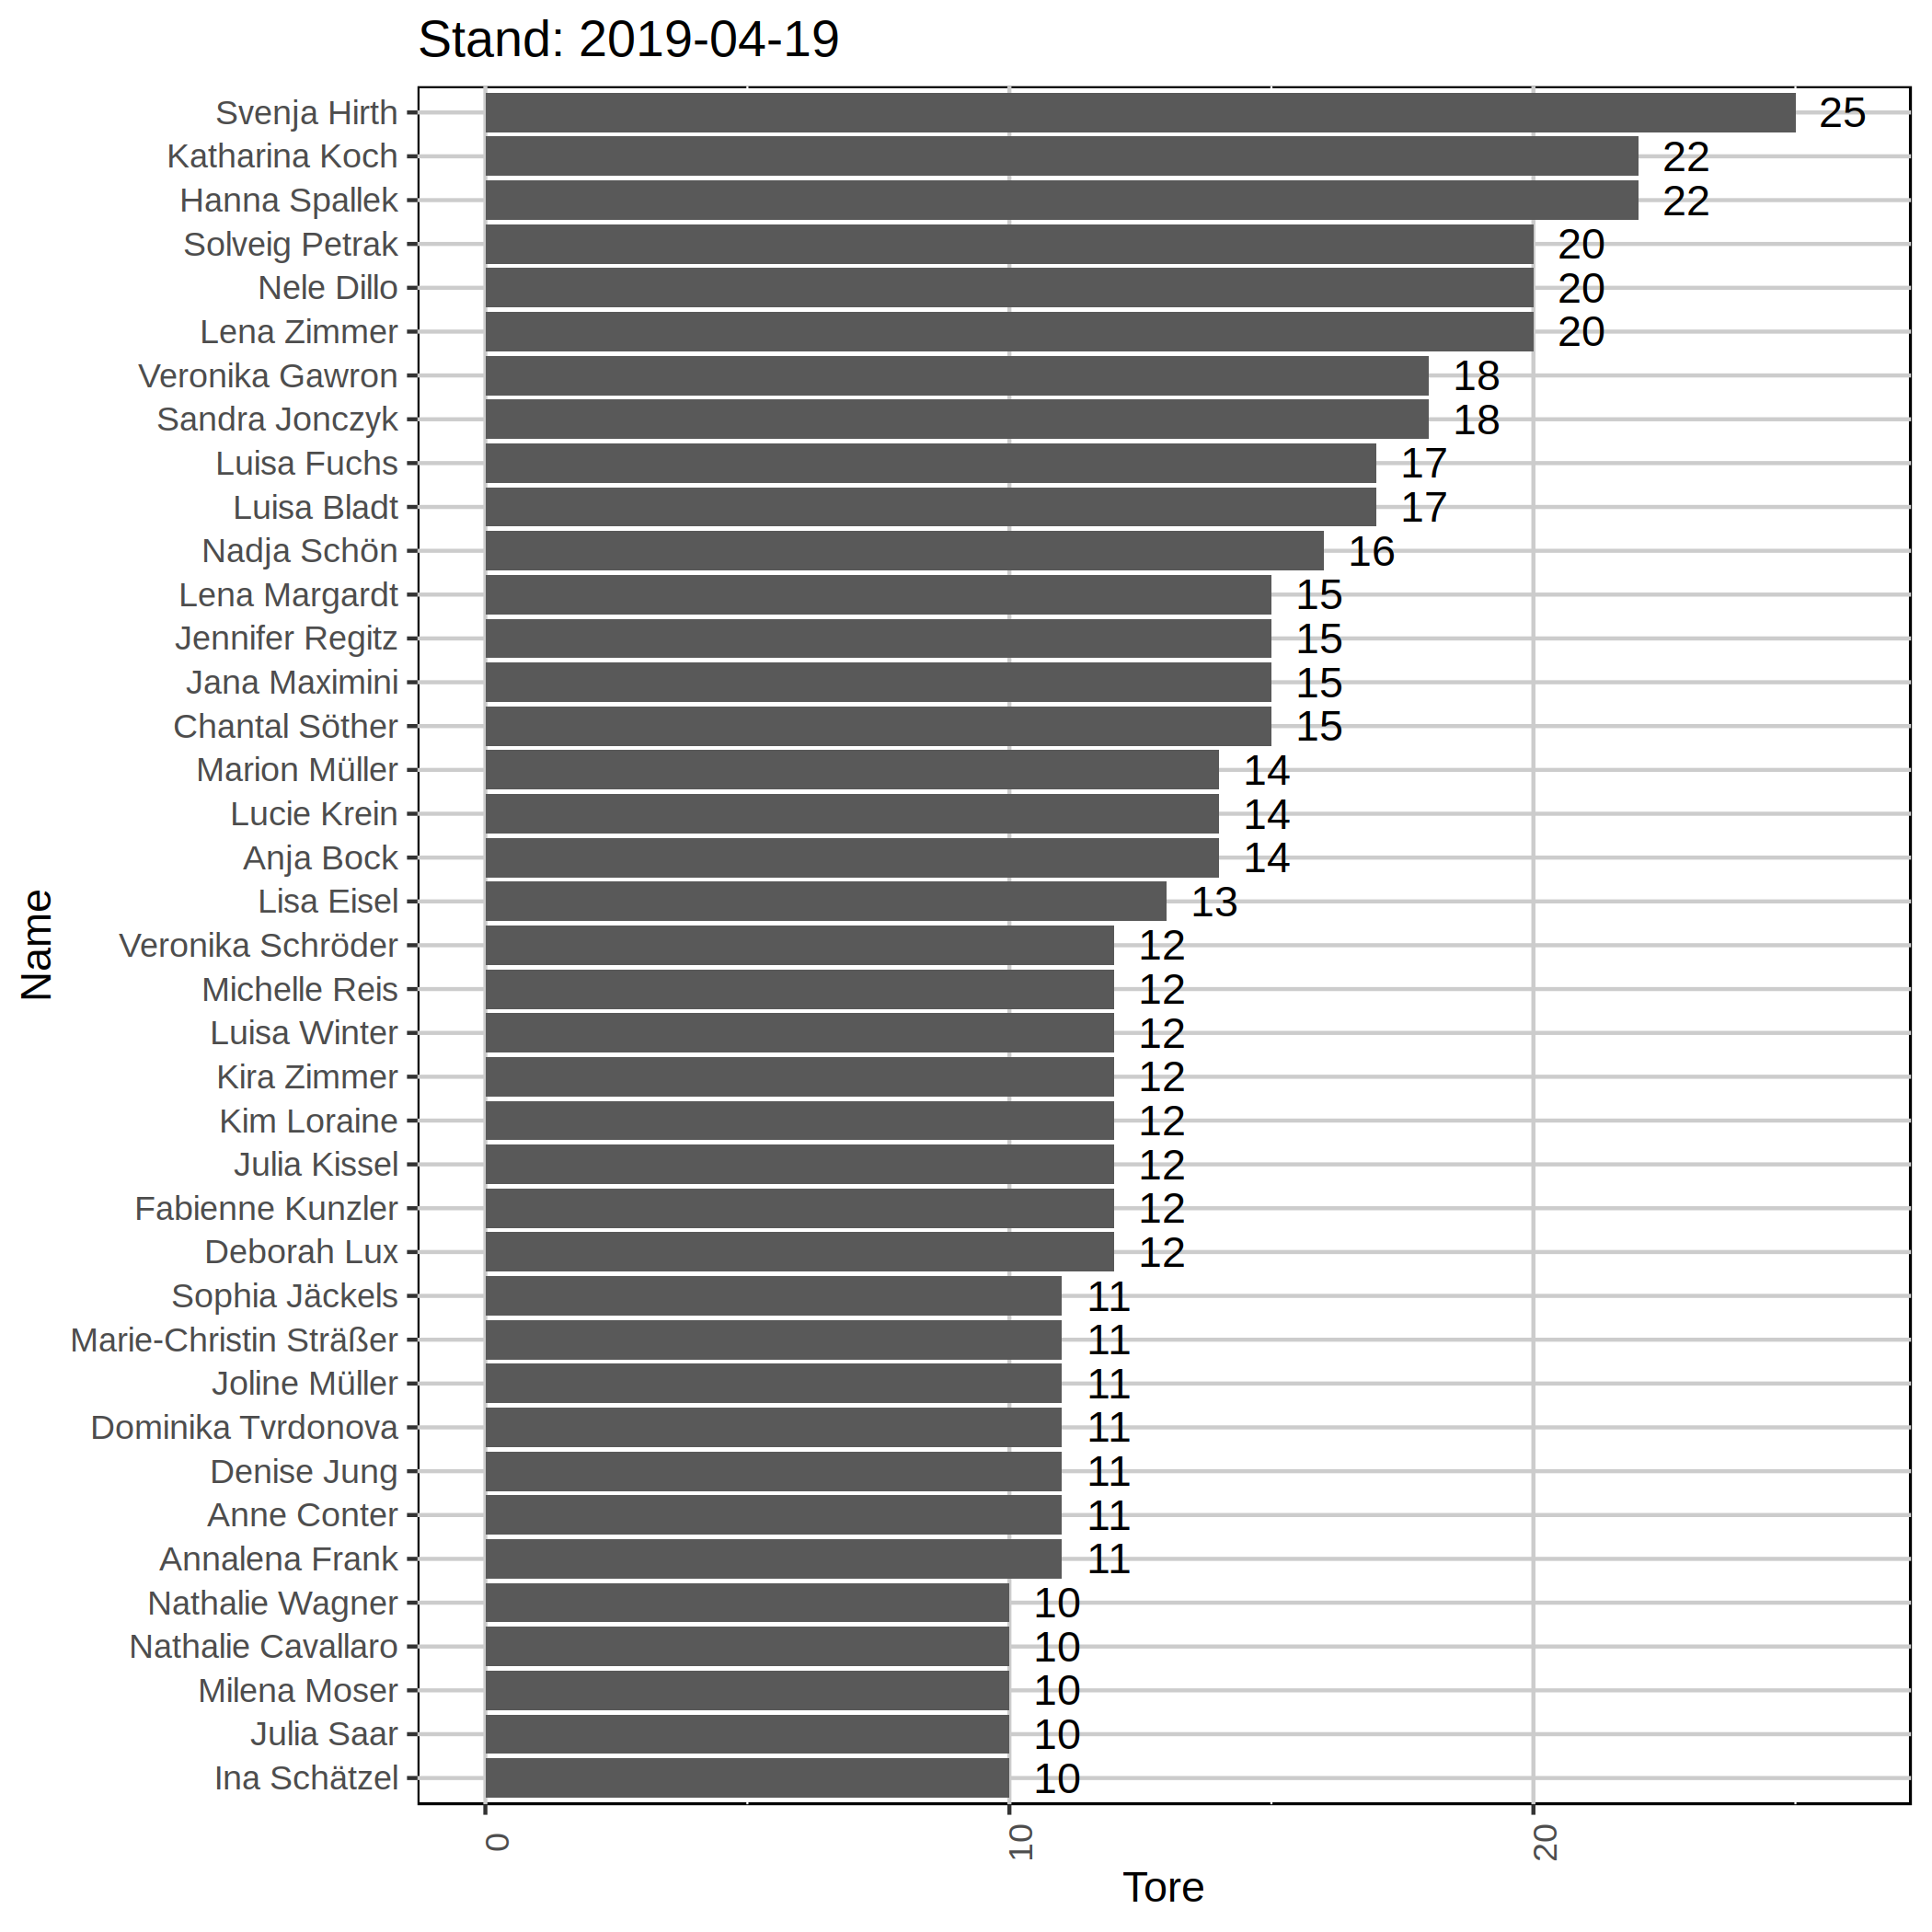 Stand: 2019-04-19
Svenja Hirth 25
Katharina Koch 22
Hanna Spallek 22
Solveig Petrak 20
Nele Dillo 20
Lena Zimmer 20
Veronika Gawron 18
Sandra Jonczyk 18
Luisa Fuchs 17
Luisa Bladt 17
Nadja Schön 16
Lena Margardt 15
Jennifer Regitz 15
Jana Maximini 15
Chantal Söther 15
Marion Müller 14
Lucie Krein 14
Anja Bock 14
Lisa Eisel 13
Veronika Schröder 12
Michelle Reis 12
Luisa Winter 12
Kira Zimmer 12
Kim Loraine 12
Julia Kissel 12
Fabienne Kunzler 12
Deborah Lux 12
Sophia Jäckels 11
Marie-Christin Sträßer 11
Joline Müller 11
Dominika Tvrdonova 11
Denise Jung 11
Anne Conter 11
Annalena Frank 11
Nathalie Wagner 10
Nathalie Cavallaro 10
Milena Moser 10
Julia Saar 10
Ina Schätzel 10
Name
0 10 20
Tore